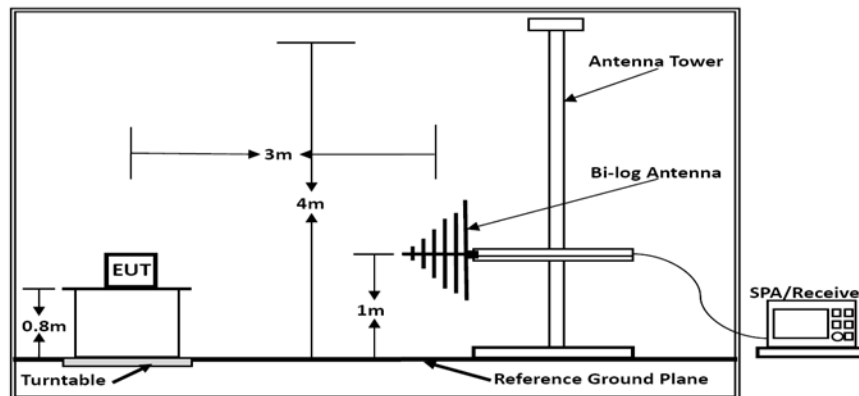 Antenna Tower
3m
Bi-log Antenna
4m
EUT
SPA/Receive
0.8m
1m
Turntable
Reference Ground Plane